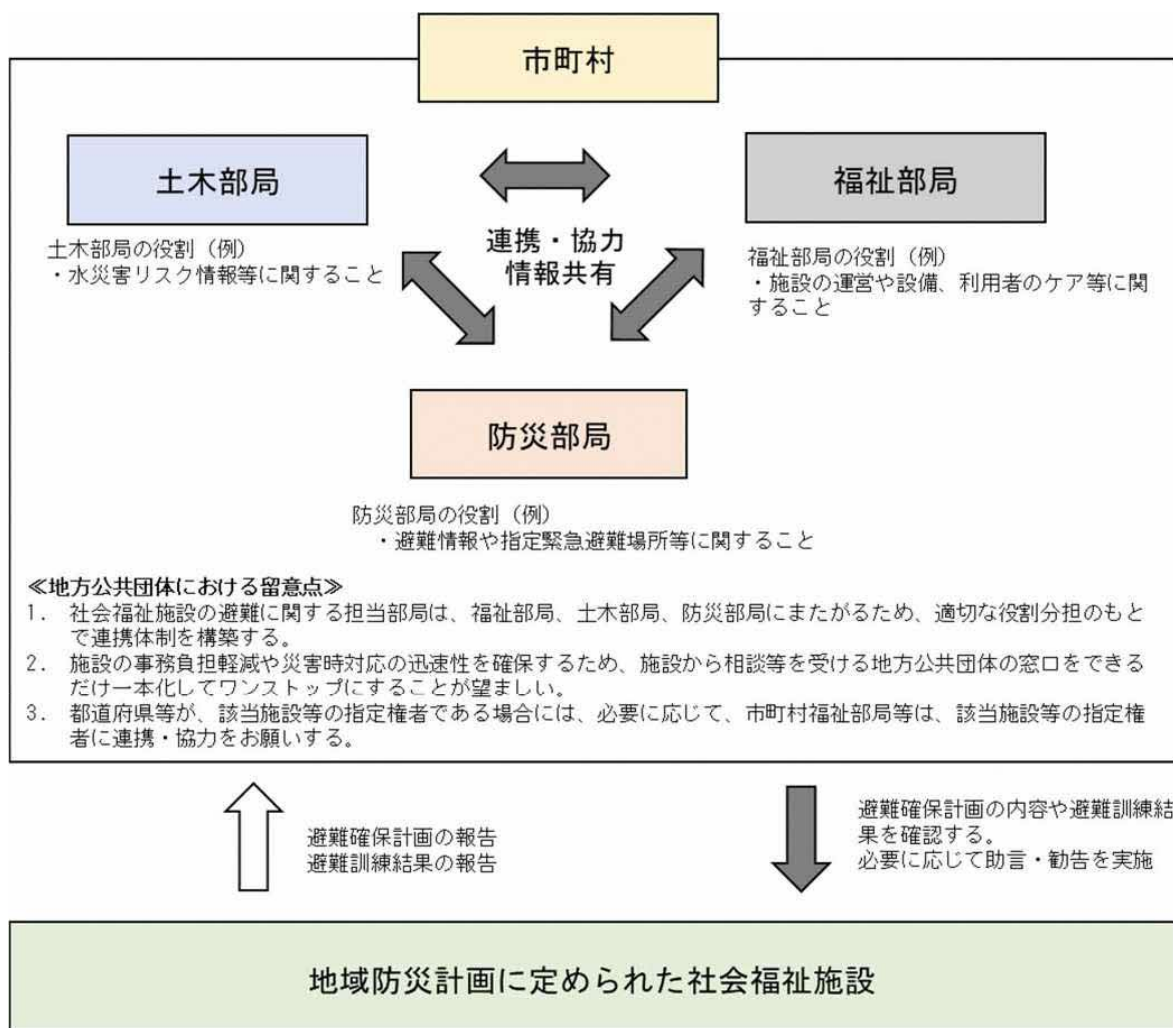 市町村
土木部局
福祉部局
連携・協力
情報共有
土木部局の役割（例）
・水災害リスク情報等に関すること
福祉部局の役割（例）
・施設の運営や設備、利用者のケア等に関
すること
防災部局
防災部局の役割（例）
・避難情報や指定緊急避難場所等に関すること
≪地方公共団体における留意点≫
1. 社会福祉施設の避難に関する担当部局は、福祉部局、土木部局、防災部局にまたがるため、適切な役割分担のもと
で連携体制を構築する。
2. 施設の事務負担軽減や災害時対応の迅速性を確保するため、施設から相談等を受ける地方公共団体の窓口をできる
だけ一本化してワンストップにすることが望ましい。
3. 都道府県等が、該当施設等の指定権者である場合には、必要に応じて、市町村福祉部局等は、該当施設等の指定権
者に連携・協力をお願いする。
避難確保計画の報告
避難訓練結果の報告
避難確保計画の内容や避難訓練結
果を確認する。
必要に応じて助言・勧告を実施
地域防災計画に定められた社会福祉施設